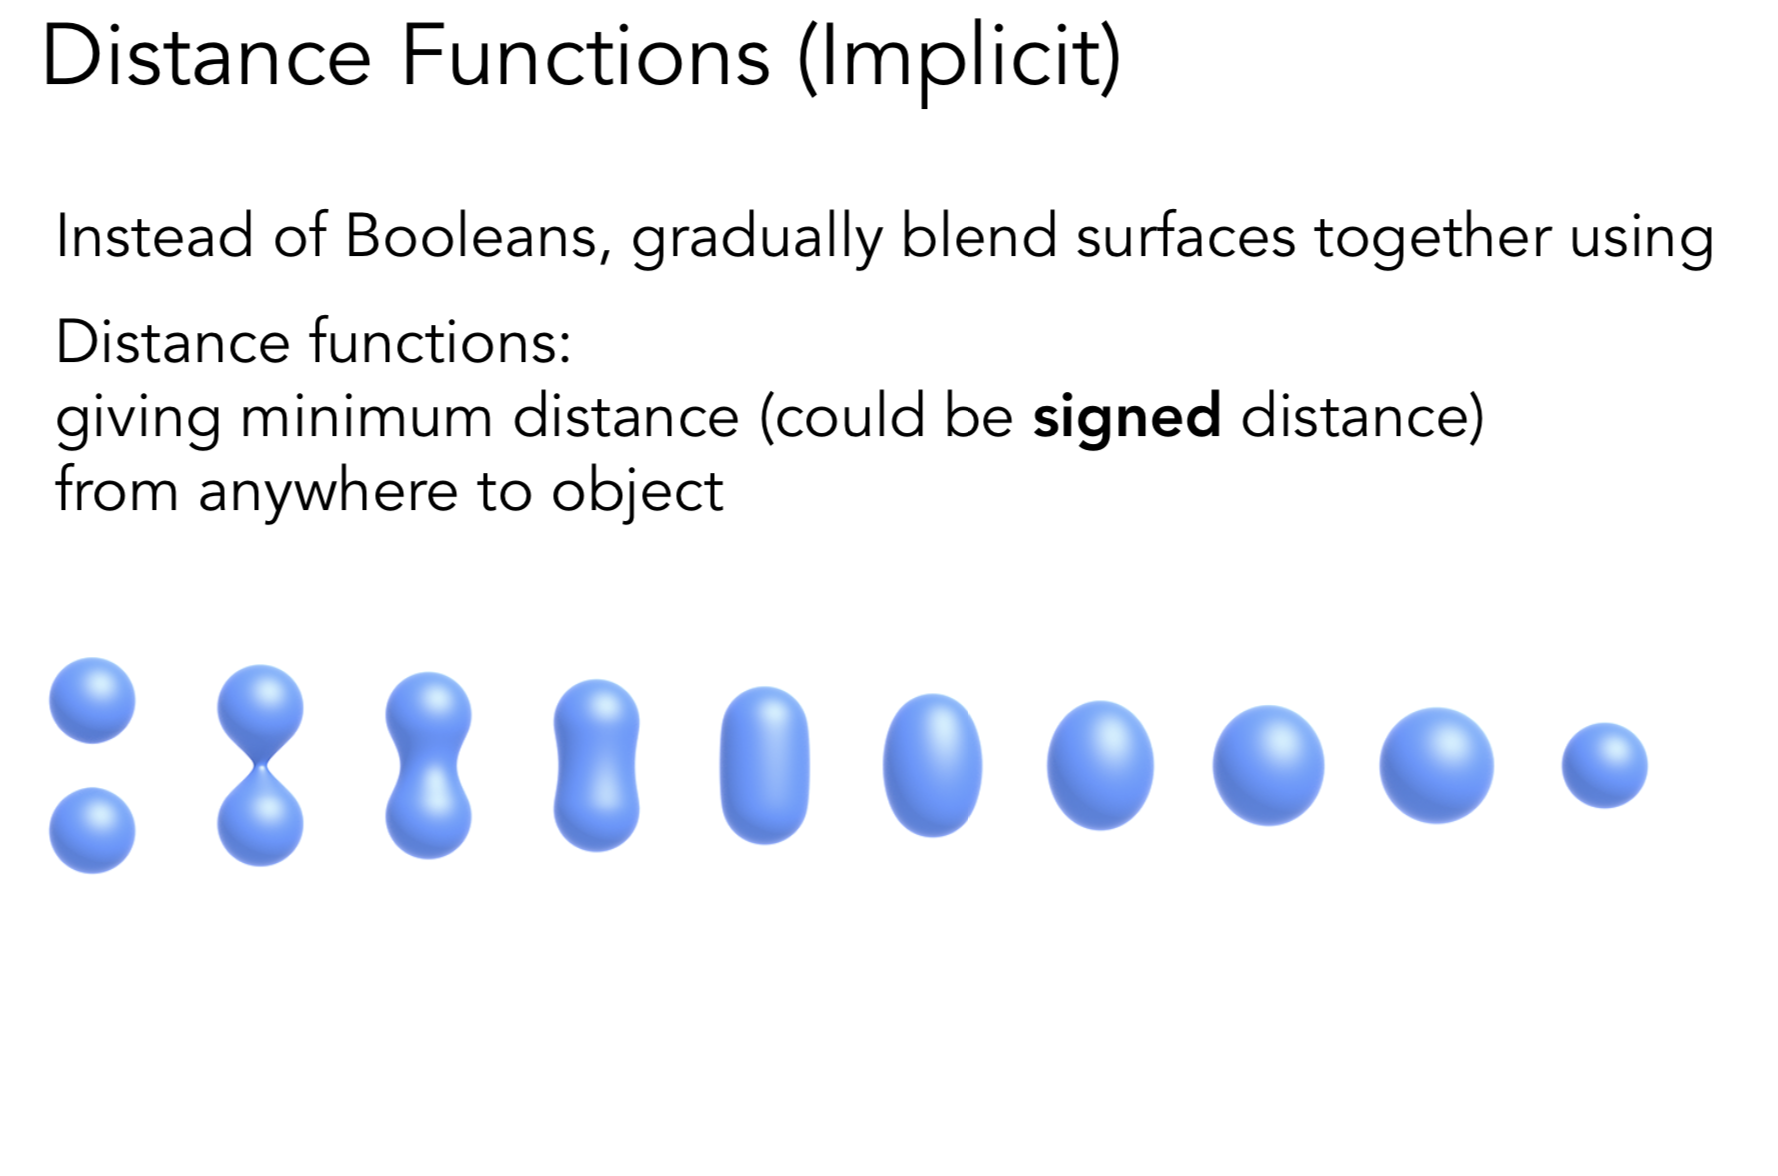 Distance Functions (Implicit)
Instead of Booleans, gradually blend surfaces together using
Distance functions:
giving minimum distance (could be signed distance)
from anywhere to object